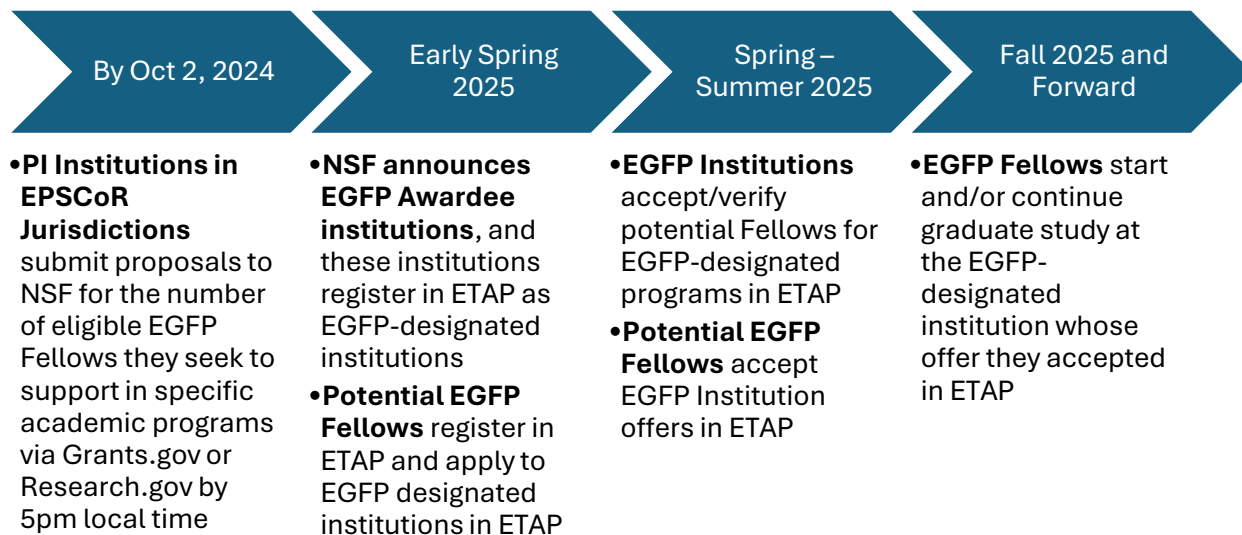 By Oct 2, 2024
•PI Institutions in
EPSCoR
Jurisdictions
submit proposals to
NSF for the number
of eligible EGFP
Fellows they seek to
support in specific
academic programs
via Grants.gov or
Research.gov by
5pm local time
Early Spring
2025
•NSF announces
EGFP Awardee
institutions, and
these institutions
register in ETAP as
EGFP-designated
institutions
•Potential EGFP
Fellows register in
ETAP and apply to
EGFP designated
institutions in ETAP
Spring –
Summer 2025
•EGFP Institutions
accept/verify
potential Fellows for
EGFP-designated
programs in ETAP
•Potential EGFP
Fellows accept
EGFP Institution
offers in ETAP
Fall 2025 and
Forward
•EGFP Fellows start
and/or continue
graduate study at
the EGFP-
designated
institution whose
offer they accepted
in ETAP